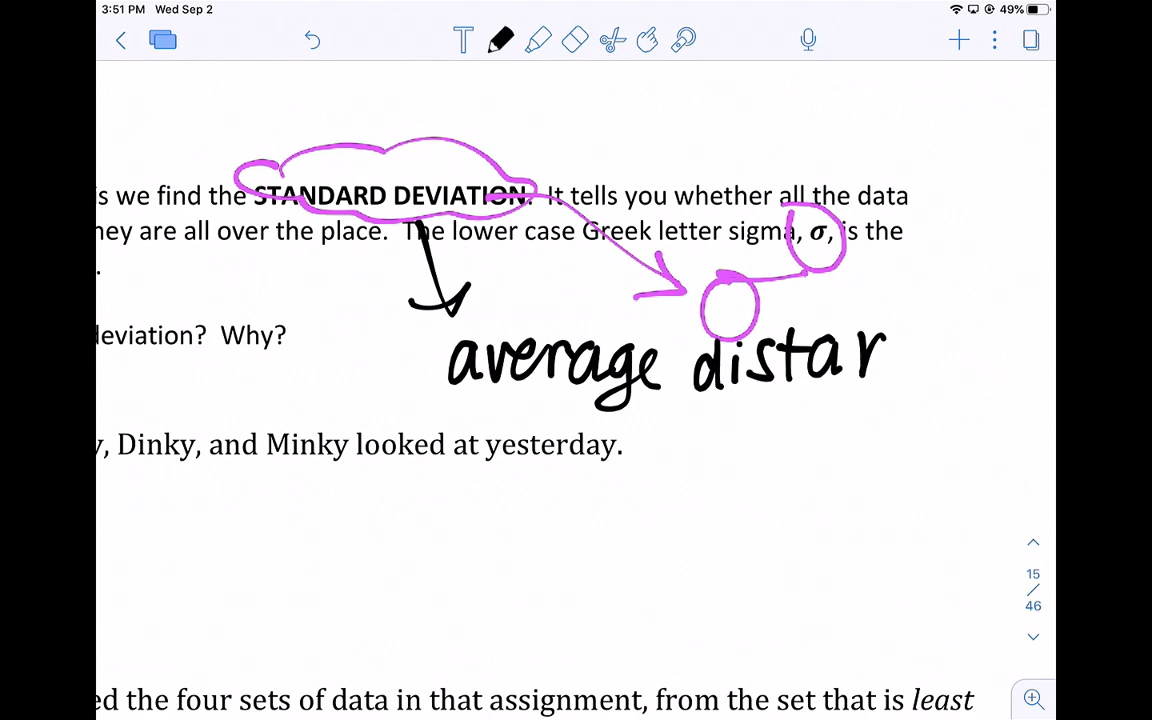 3:51 PM Wed Sep 2
49%
T
s we find the STANDARD DEVIATION. It tells you whether all the data
hey are all over the place. The lower case Greek letter sigma, σ, is the
.
deviation? Why?
average distar
y, Dinky, and Minky looked at yesterday.
15
/
46
ed the four sets of data in that assignment, from the set that is least